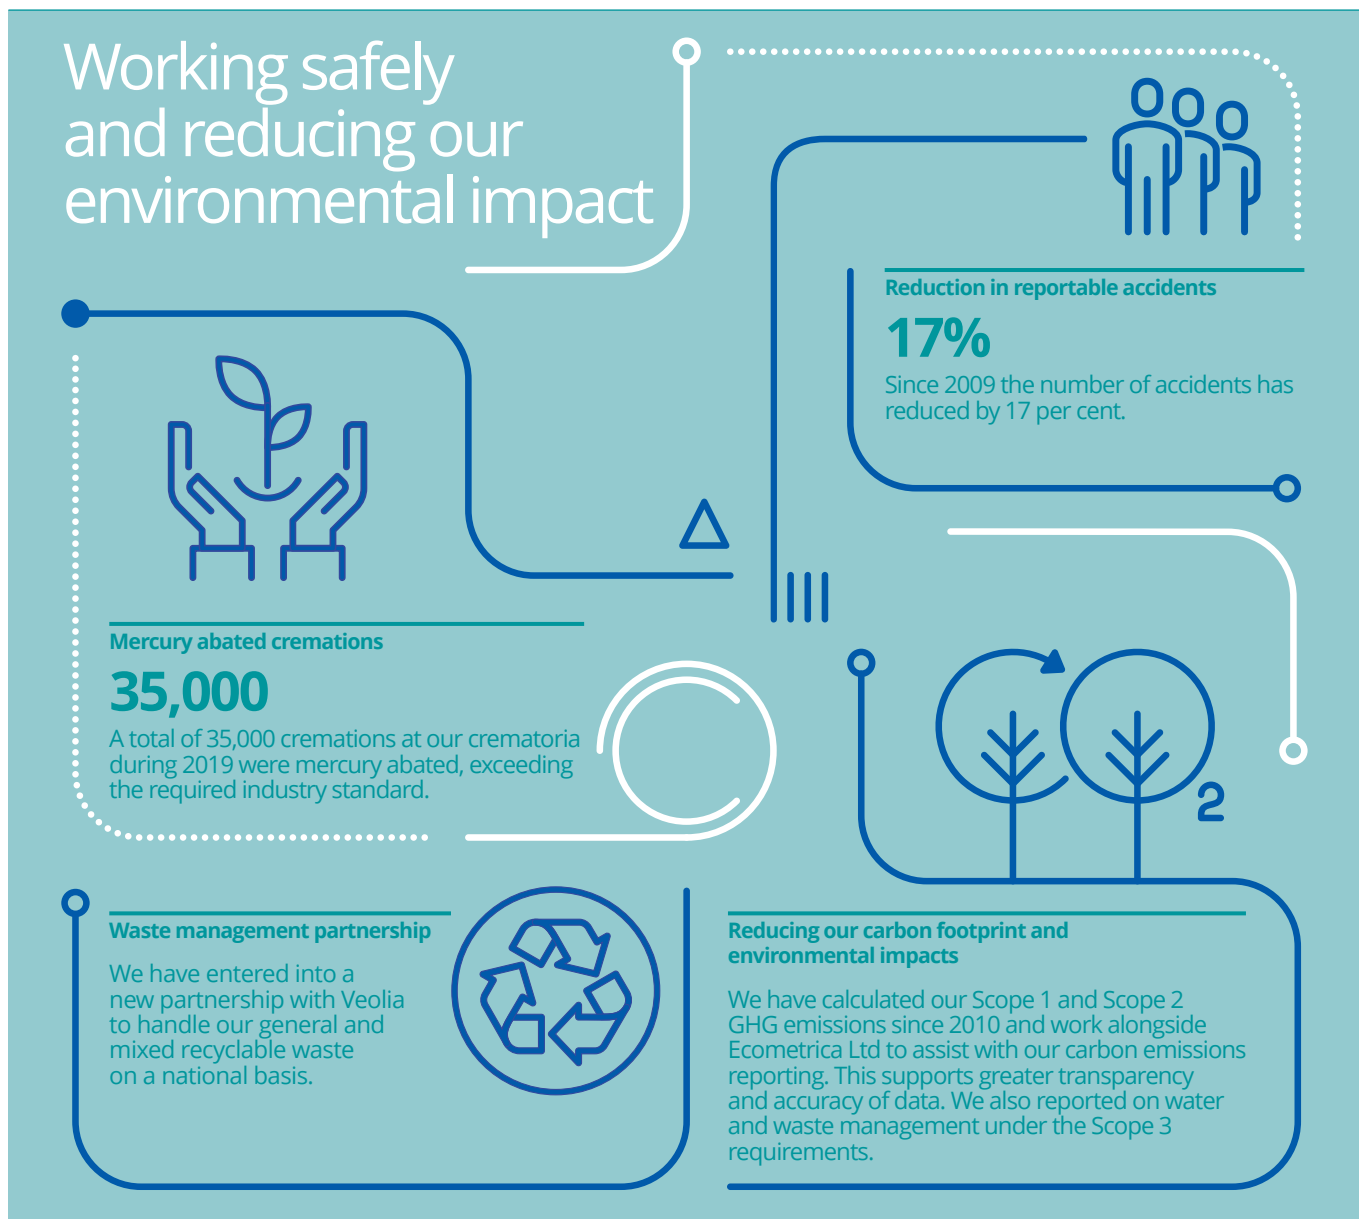 Working safely
and reducing our
environmental impact
Reduction in reportable accidents
17%
Since 2009 the number of accidents has
reduced by 17 per cent.
Mercury abated cremations
35,000
A total of 35,000 cremations at our crematoria
during 2019 were mercury abated, exceeding
the required industry standard.
2
Waste management partnership
We have entered into a
new partnership with Veolia
to handle our general and
mixed recyclable waste
on a national basis.
Reducing our carbon footprint and
environmental impacts
We have calculated our Scope 1 and Scope 2
GHG emissions since 2010 and work alongside
Ecometrica Ltd to assist with our carbon emissions
reporting. This supports greater transparency
and accuracy of data. We also reported on water
and waste management under the Scope 3
requirements.